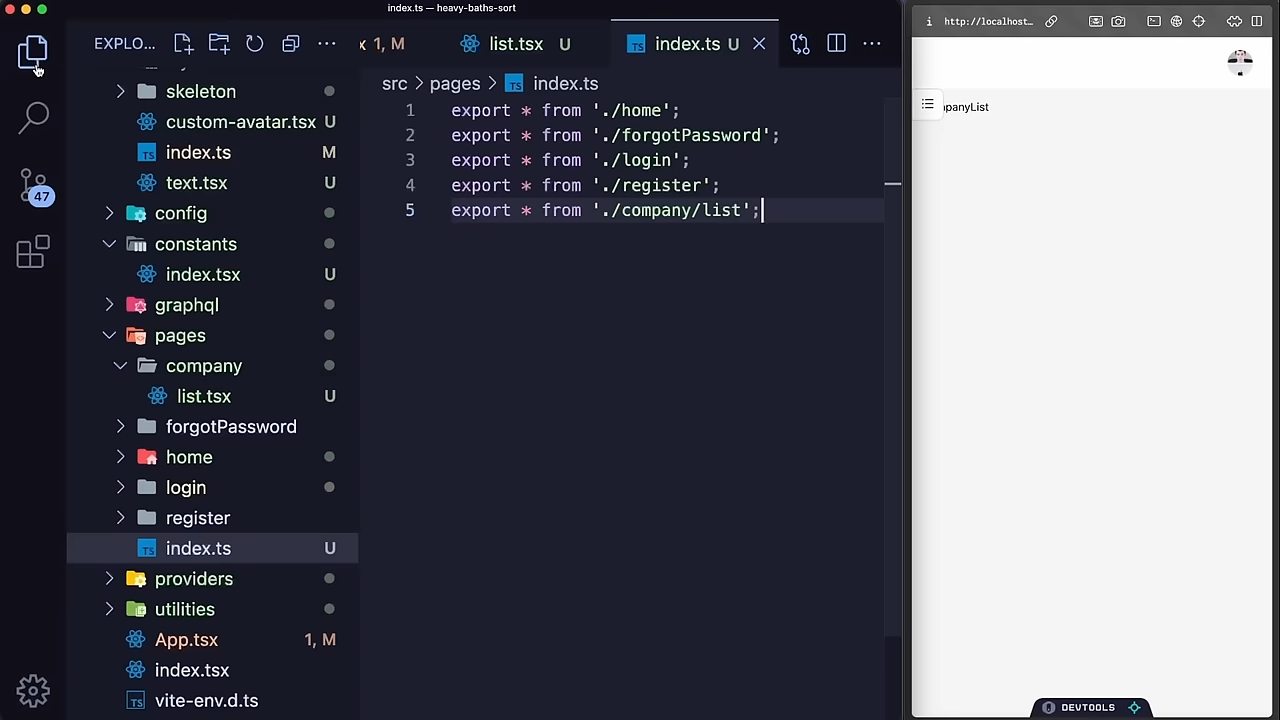 index.ts — heavy-baths-sort
EXPLO...
1, M
list.tsx U
index.ts U
src > pages > index.ts
skeleton
custom-avatar.tsx U
index.ts M
text.tsx U
config
constants
index.tsx U
graphql
pages
company
list.tsx U
forgotPassword
home
login
register
index.ts U
providers
utilities
App.tsx 1, M
index.tsx
vite-env.d.ts
47
1 export * from './home';
2 export * from './forgotPassword';
3 export * from './login';
4 export * from './register';
5 export * from './company/list';
http://localhost...
panyList
DEVTOOLS